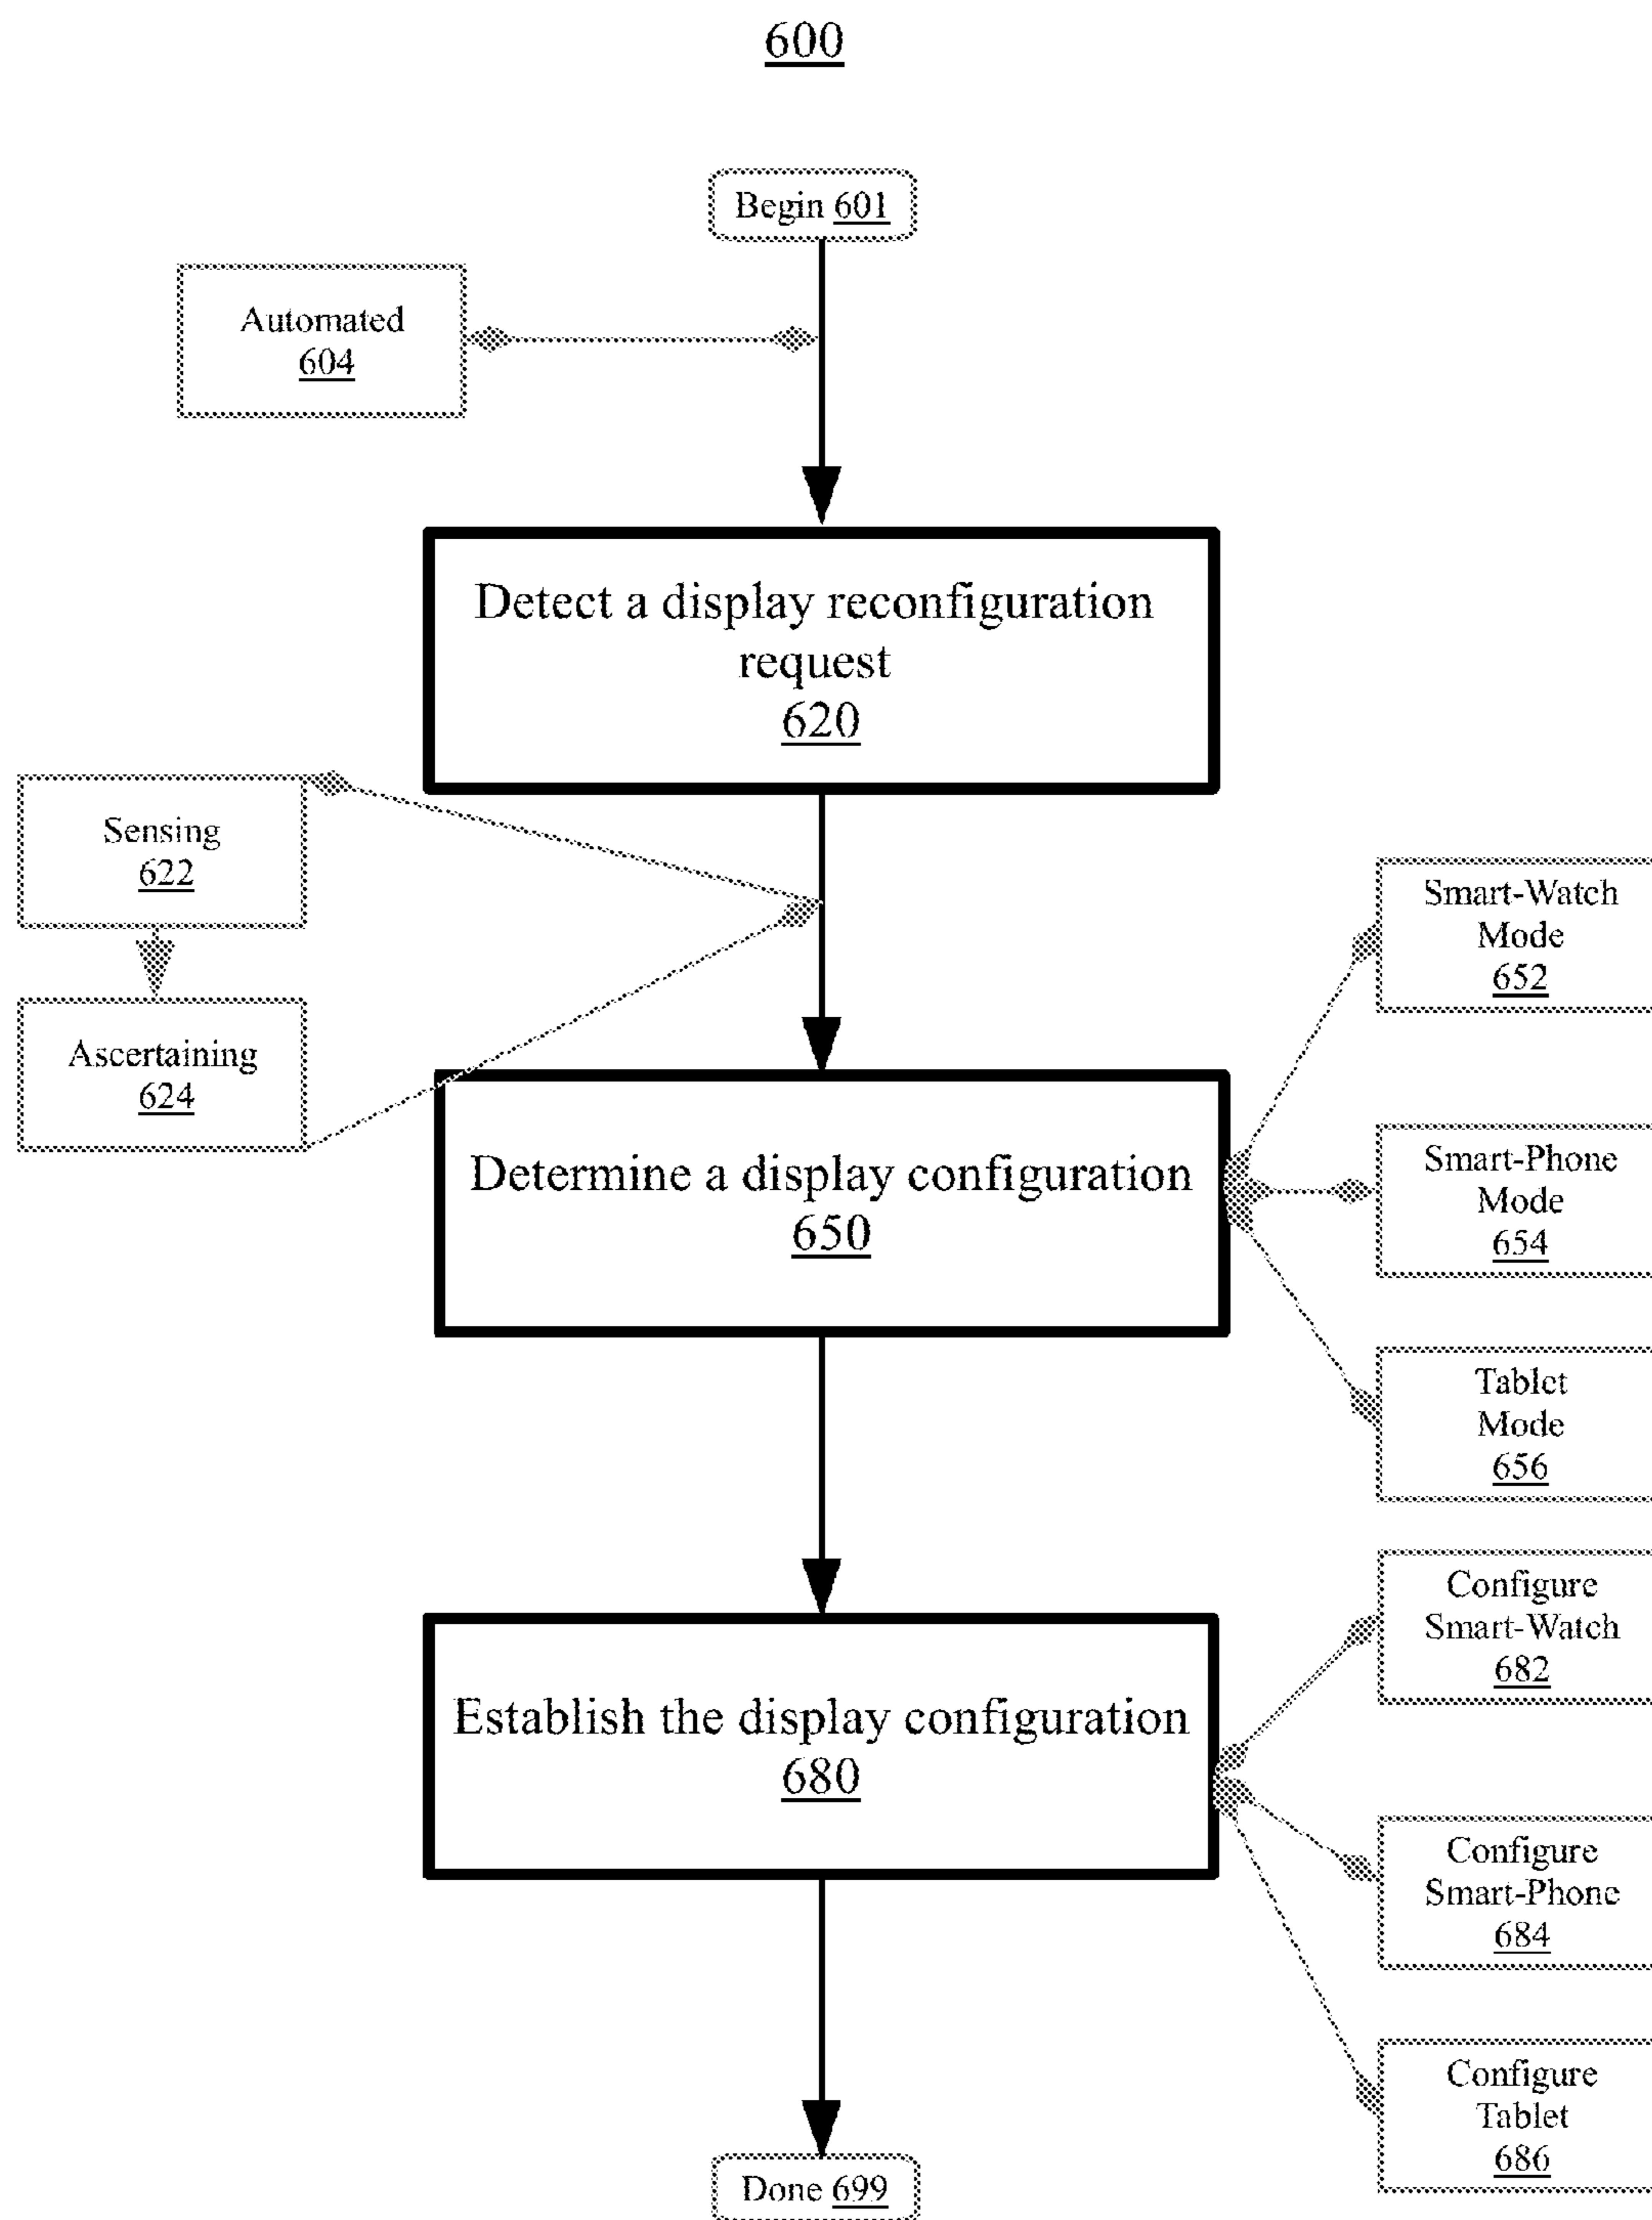 600
Begin 601
Automated
604
Detect a display reconfiguration
request
620
Sensing
622
Ascertaining
624
Smart-Watch
Mode
652
Determine a display configuration
650
Smart-Phone
Mode
654
Tablet
Mode
656
Establish the display configuration
680
Configure
Smart-Watch
682
Configure
Smart-Phone
684
Configure
Tablet
686
Done 699